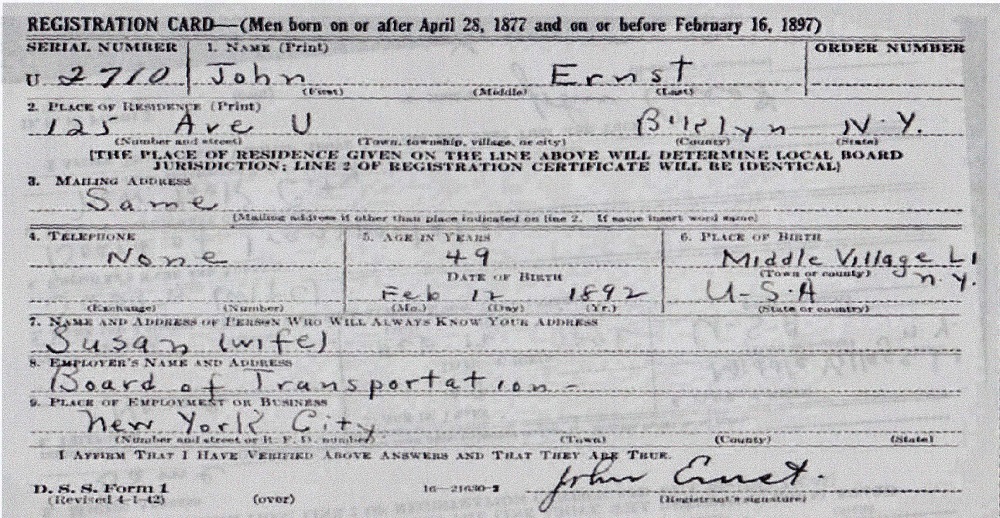 REGISTRATION CARD—(Men born on or after April 28, 1877 and on or before February 16, 1897)
SERIAL NUMBER 1. NAME (Print) ORDER NUMBER
U 2710 John Ernst
(First) (Middle) (Last)
2. PLACE OF RESIDENCE (Print)
125 Ave U Bklyn N.Y.
(Number and street) (Town, township, village, or city) (County) (State)
[THE PLACE OF RESIDENCE GIVEN ON THE LINE ABOVE WILL DETERMINE LOCAL BOARD
JURISDICTION; LINE 2 OF REGISTRATION CERTIFICATE WILL BE IDENTICAL]
3. MAILING ADDRESS
Same
[Mailing address if other than place indicated on line 2. If same insert word same]
4. TELEPHONE 5. AGE IN YEARS 6. PLACE OF BIRTH
None 49 Middle Village LI
DATE OF BIRTH (Town or county) n.y.
Feb 12 1892 U-S.A
(Exchange) (Number) (Mo.) (Day) (Yr.) (State or country)
7. NAME AND ADDRESS OF PERSON WHO WILL ALWAYS KNOW YOUR ADDRESS
Susan (wife)
8. EMPLOYER'S NAME AND ADDRESS
Board of Transportation -
9. PLACE OF EMPLOYMENT OR BUSINESS
New York City
(Number and street or R. F. D. number) (Town) (County) (State)
I AFFIRM THAT I HAVE VERIFIED ABOVE ANSWERS AND THAT THEY ARE TRUE.
John Ernst.
D. S. S. Form 1
(Revised 4-1-42) (over) 16—21630-2 (Registrant's signature)